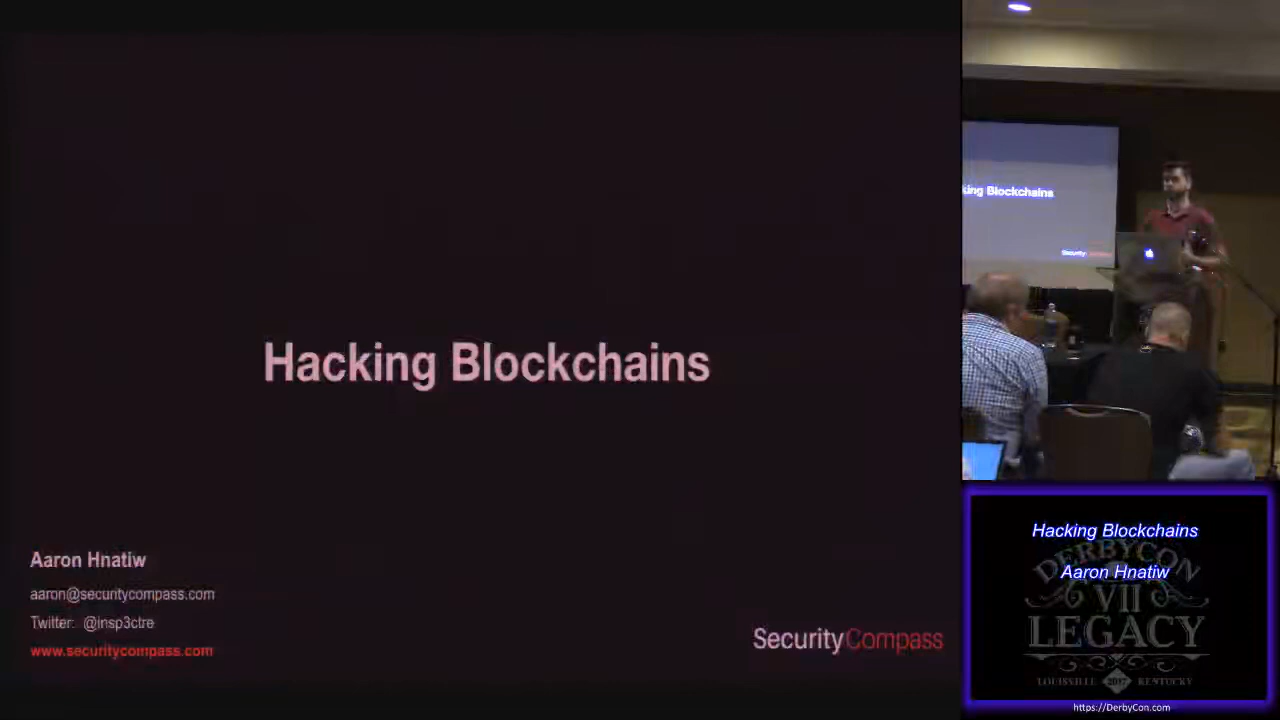 Hacking Blockchains
Aaron Hnatiw
aaron@securitycompass.com
Twitter: @insp3ctre
www.securitycompass.com
SecurityCompass
king Blockchains
Security
Hacking Blockchains
Aaron Hnatiw
DERBYCON
VII
LEGACY
LOUISVILLE 2017 KENTUCKY
https://DerbyCon.com